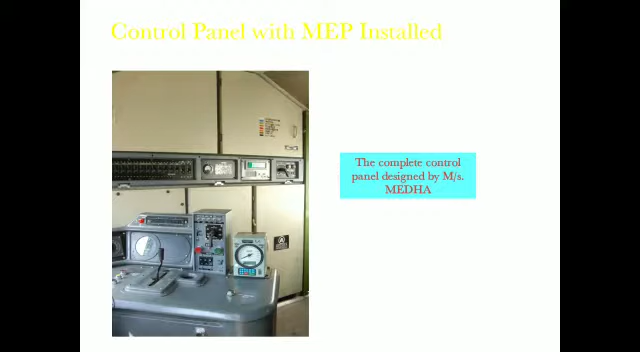 Control Panel with MEP Installed
The complete control
panel designed by M/s.
MEDHA